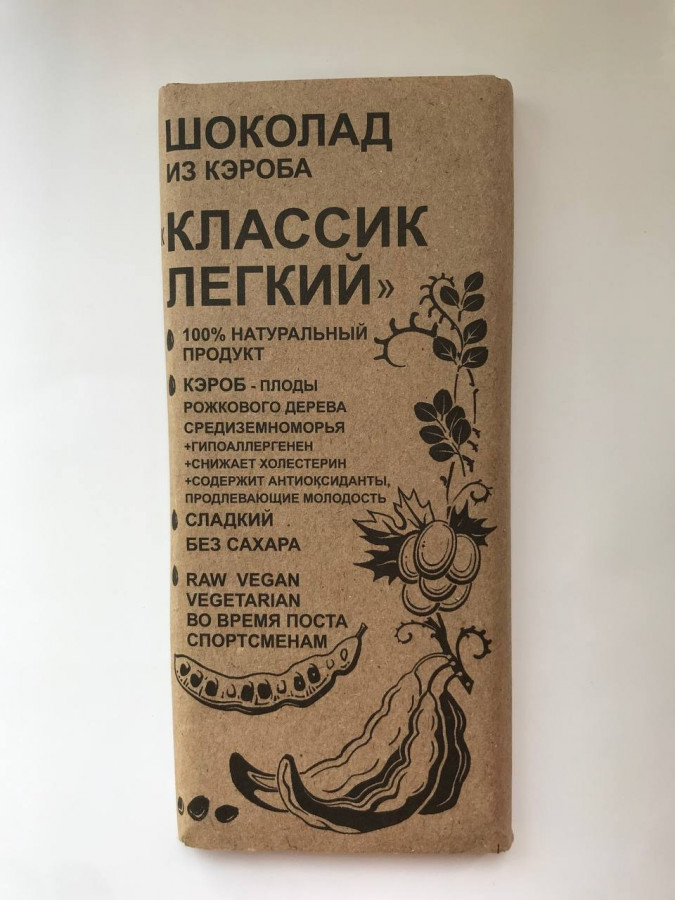 ШОКОЛАД
ИЗ КЭРОБА
«КЛАССИК
ЛЕГКИЙ»
100% НАТУРАЛЬНЫЙ
ПРОДУКТ
КЭРОБ - ПЛОДЫ
РОЖКОВОГО ДЕРЕВА
СРЕДИЗЕМНОМОРЬЯ
+ГИПОАЛЛЕРГЕНЕН
+СНИЖАЕТ ХОЛЕСТЕРИН
+СОДЕРЖИТ АНТИОКСИДАНТЫ,
ПРОДЛЕВАЮЩИЕ МОЛОДОСТЬ
СЛАДКИЙ
БЕЗ САХАРА
RAW VEGAN
VEGETARIAN
ВО ВРЕМЯ ПОСТА
СПОРТСМЕНАМ